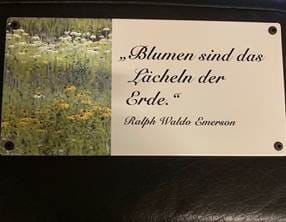 „Blumen sind das
Lächeln der
Erde.“
Ralph Waldo Emerson